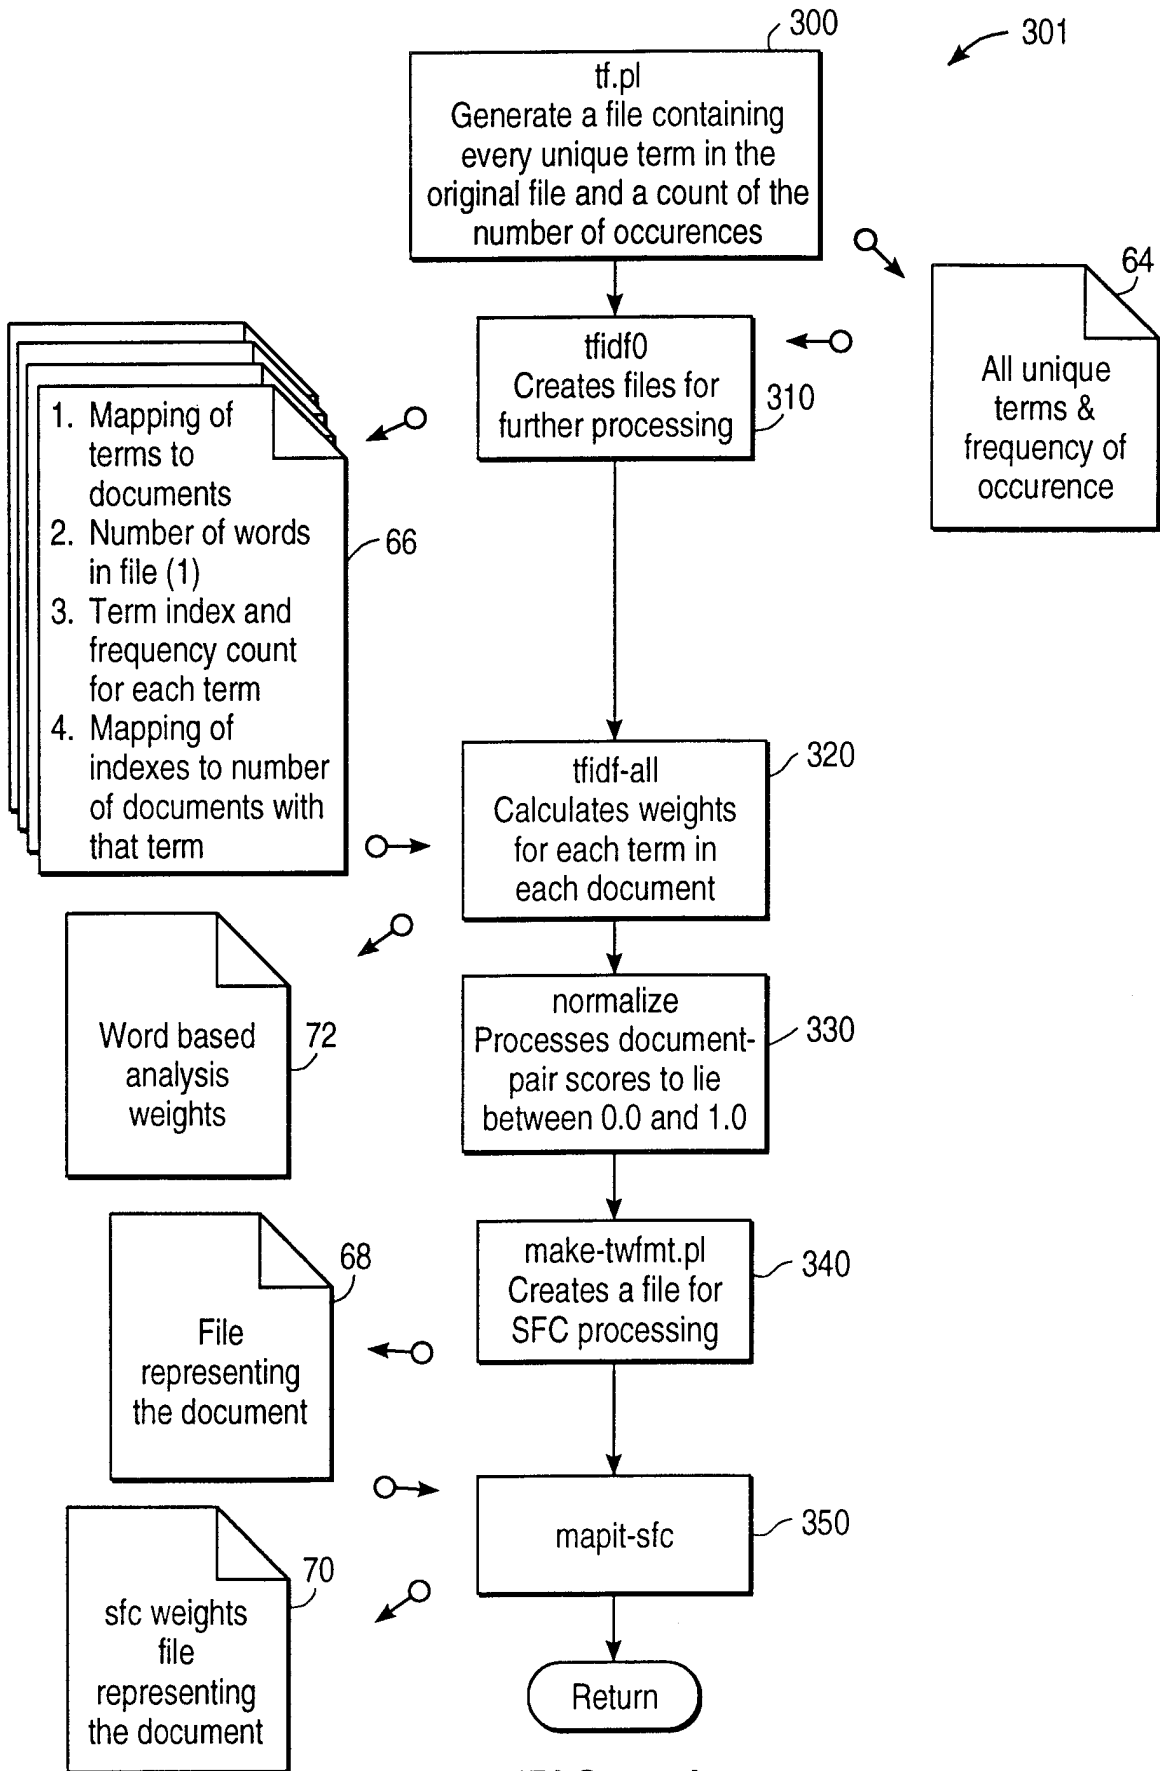 300
301
tf.pl
Generate a file containing
every unique term in the
original file and a count of the
number of occurences
64
All unique
terms &
frequency of
occurence
tfidf0
Creates files for
further processing
310
1. Mapping of
terms to
documents
2. Number of words
in file (1)
3. Term index and
frequency count
for each term
4. Mapping of
indexes to number
of documents with
that term
66
tfidf-all
Calculates weights
for each term in
each document
320
Word based
analysis
weights
72
normalize
Processes document-
pair scores to lie
between 0.0 and 1.0
330
make-twfmt.pl
Creates a file for
SFC processing
340
File
representing
the document
68
mapit-sfc
350
sfc weights
file
representing
the document
70
Return